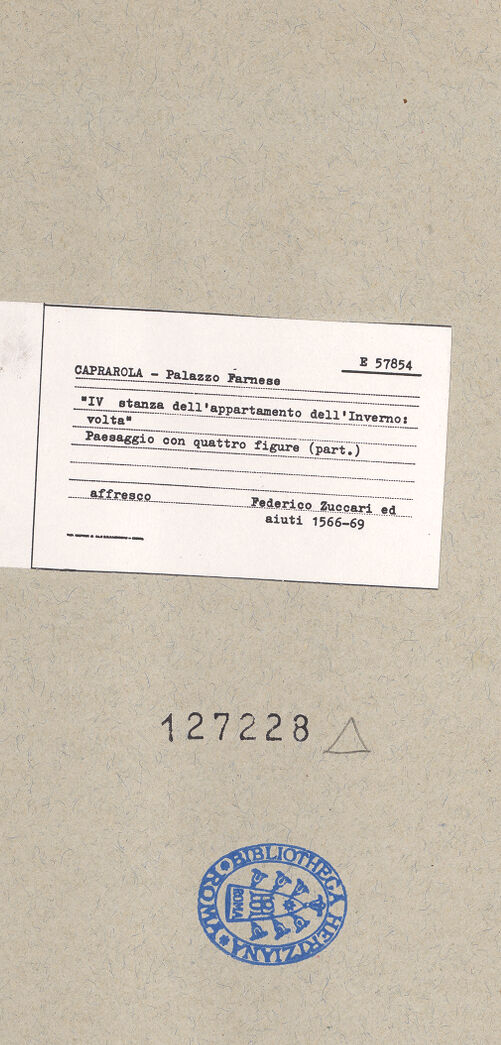 E 57854
CAPRAROLA - Palazzo Farnese
"IV stanza dell'appartamento dell'Inverno:
volta"
Paesaggio con quattro figure (part.)
affresco
Federico Zuccari ed
aiuti 1566-69
127228
BIBLIOTHECA HERTZIANA
ROMA